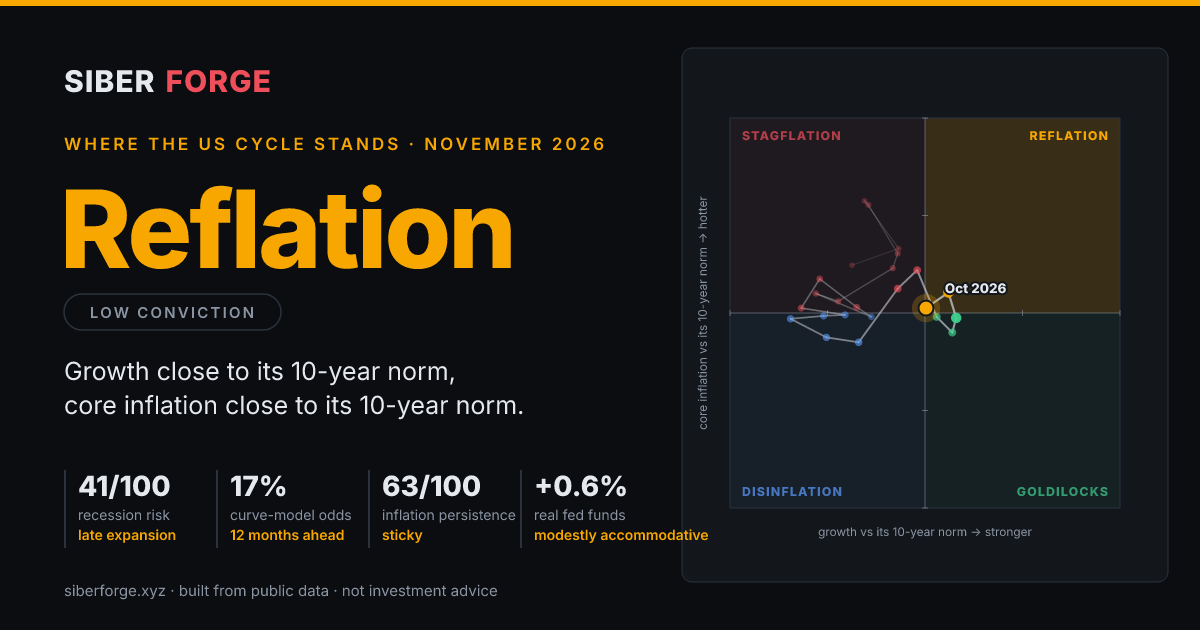 SIBER FORGE
WHERE THE US CYCLE STANDS · NOVEMBER 2026
Reflation
LOW CONVICTION
Growth close to its 10-year norm,
core inflation close to its 10-year norm.
41/100
recession risk
late expansion
17%
curve-model odds
12 months ahead
63/100
inflation persistence
sticky
+0.6%
real fed funds
modestly accommodative
siberforge.xyz · built from public data · not investment advice
STAGFLATION
REFLATION
Oct 2026
DISINFLATION
GOLDILOCKS
core inflation vs its 10-year norm → hotter
growth vs its 10-year norm → stronger